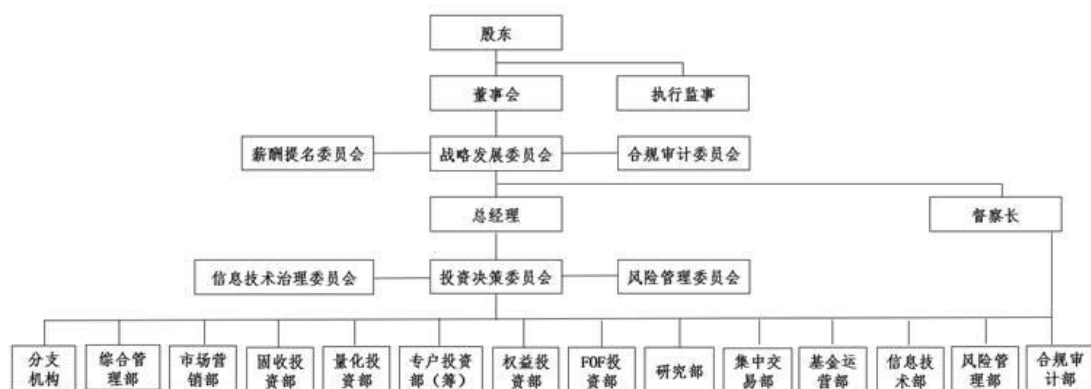 股东
董事会
执行监事
薪酬提名委员会
战略发展委员会
合规审计委员会
总经理
督察长
信息技术治理委员会
投资决策委员会
风险管理委员会
分支
机构
综合管
理部
市场营
销部
固收投
资部
量化投
资部
专户投资
部(筹)
权益投
资部
FOF投
资部
研究部
集中交
易部
基金运
营部
信息技
术部
风险管
理部
合规审
计部